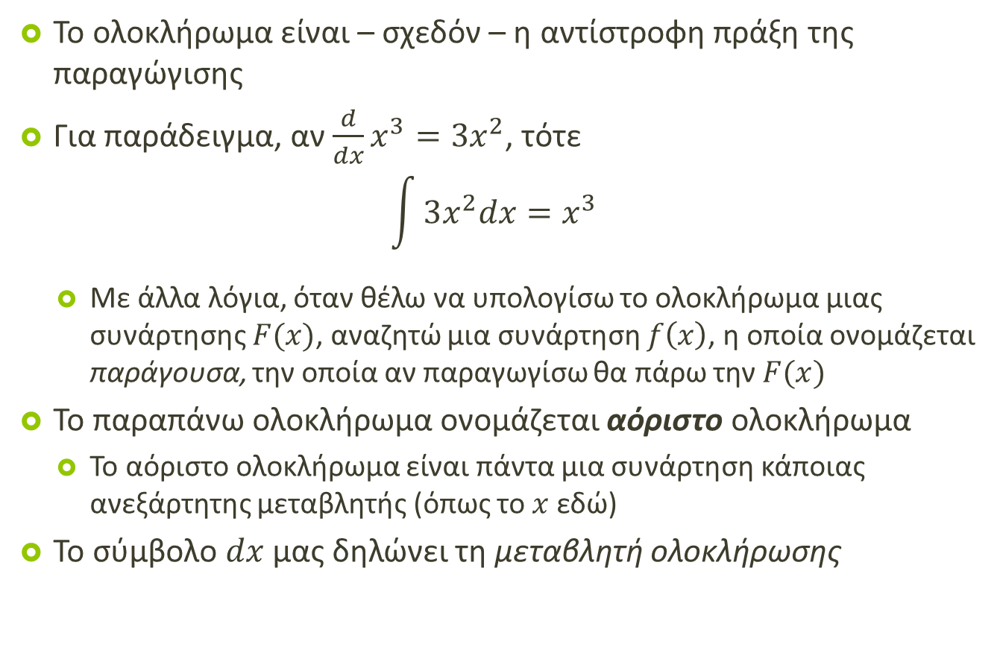 Το ολοκλήρωμα είναι – σχεδόν – η αντίστροφη πράξη της
παραγώγισης
Για παράδειγμα, αν $\frac{d}{dx}x^3 = 3x^2$, τότε
$\int 3x^2dx = x^3$
Με άλλα λόγια, όταν θέλω να υπολογίσω το ολοκλήρωμα μιας
συνάρτησης $F(x)$, αναζητώ μια συνάρτηση $f(x)$, η οποία ονομάζεται
παράγουσα, την οποία αν παραγωγίσω θα πάρω την $F(x)$
Το παραπάνω ολοκλήρωμα ονομάζεται αόριστο ολοκλήρωμα
Το αόριστο ολοκλήρωμα είναι πάντα μια συνάρτηση κάποιας
ανεξάρτητης μεταβλητής (όπως το $x$ εδώ)
Το σύμβολο $dx$ μας δηλώνει τη μεταβλητή ολοκλήρωσης